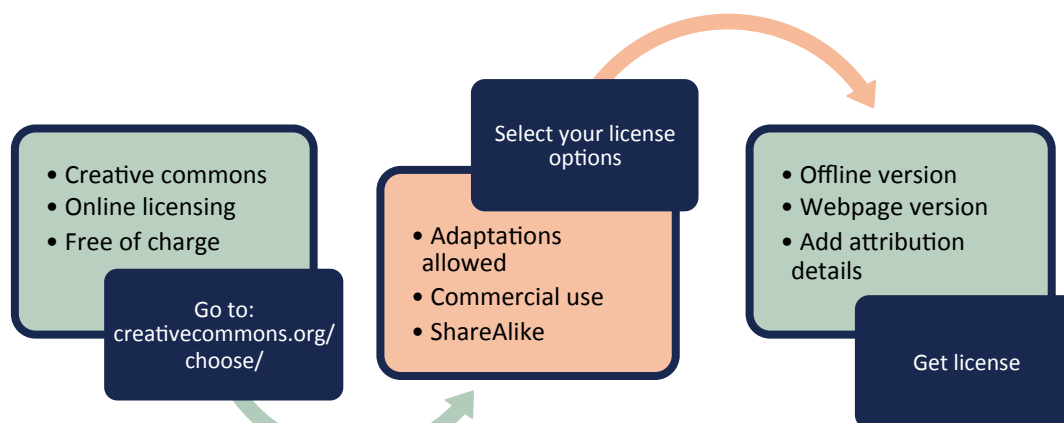 • Creative commons
• Online licensing
• Free of charge
Go to:
creativecommons.org/
choose/
Select your license
options
• Adaptations
allowed
• Commercial use
• ShareAlike
• Offline version
• Webpage version
• Add attribution
details
Get license